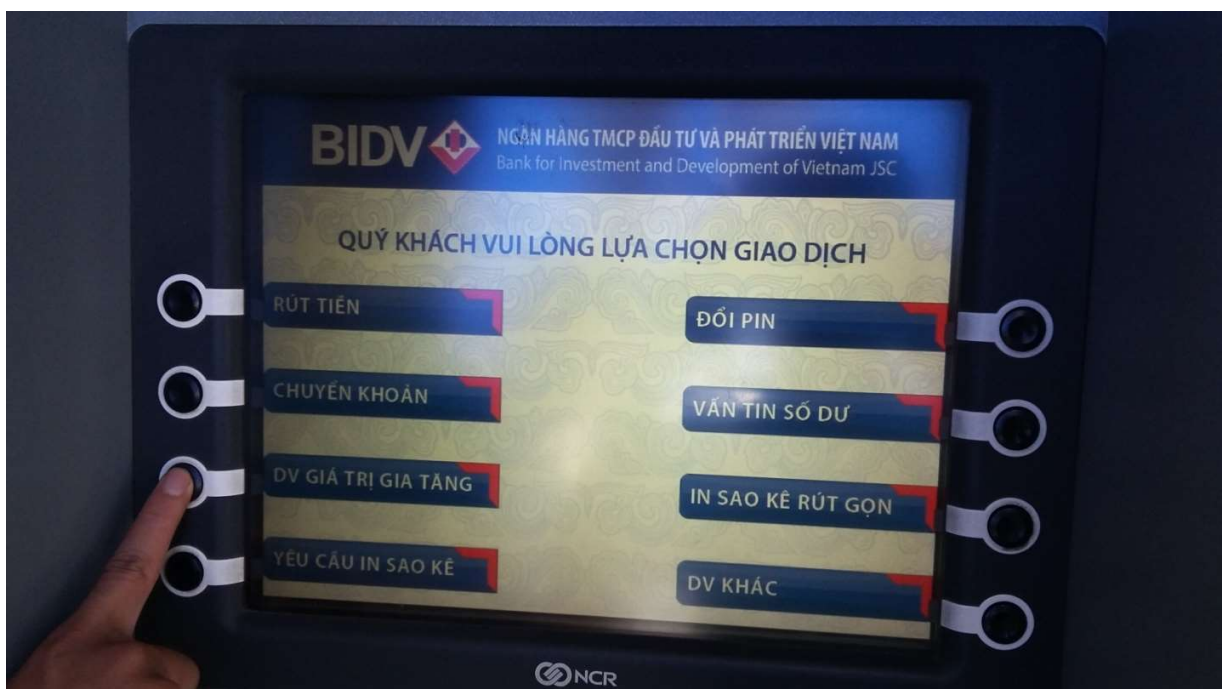 BIDV
NGÂN HÀNG TMCP ĐẦU TƯ VÀ PHÁT TRIỂN VIỆT NAM
Bank for Investment and Development of Vietnam JSC
QUÝ KHÁCH VUI LÒNG LỰA CHỌN GIAO DỊCH
RÚT TIỀN
ĐỔI PIN
CHUYỂN KHOẢN
VẤN TIN SỐ DƯ
DV GIÁ TRỊ GIA TĂNG
IN SAO KÊ RÚT GỌN
YÊU CẦU IN SAO KÊ
DV KHÁC
NCR